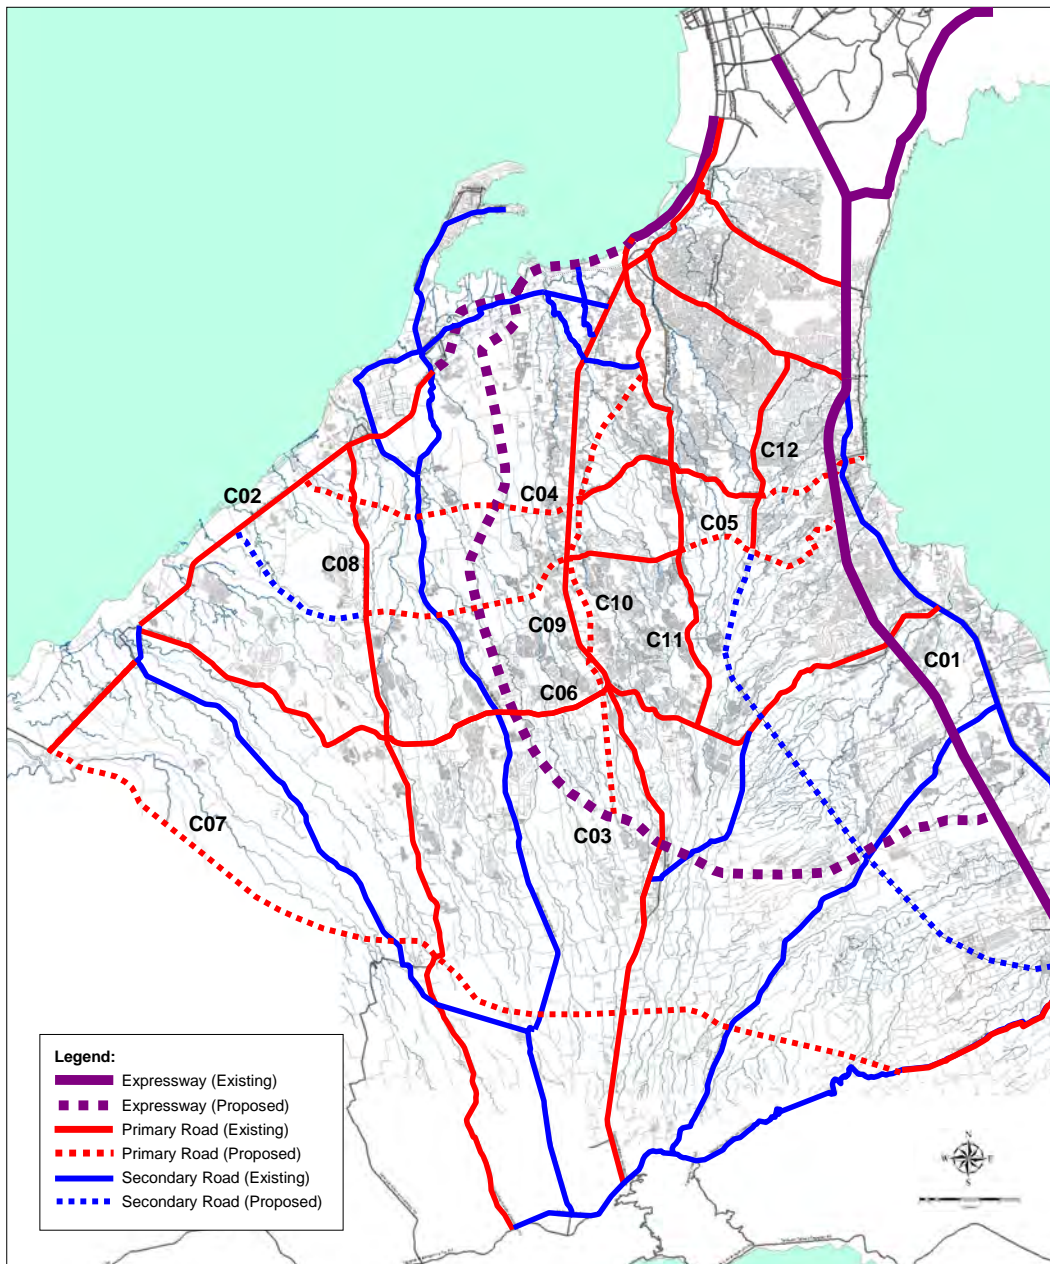 C12
C02
C04
C05
C08
C10
C09
C11
C01
C06
C07
C03
Legend:
Expressway (Existing)
Expressway (Proposed)
Primary Road (Existing)
Primary Road (Proposed)
Secondary Road (Existing)
Secondary Road (Proposed)
N
W E
S